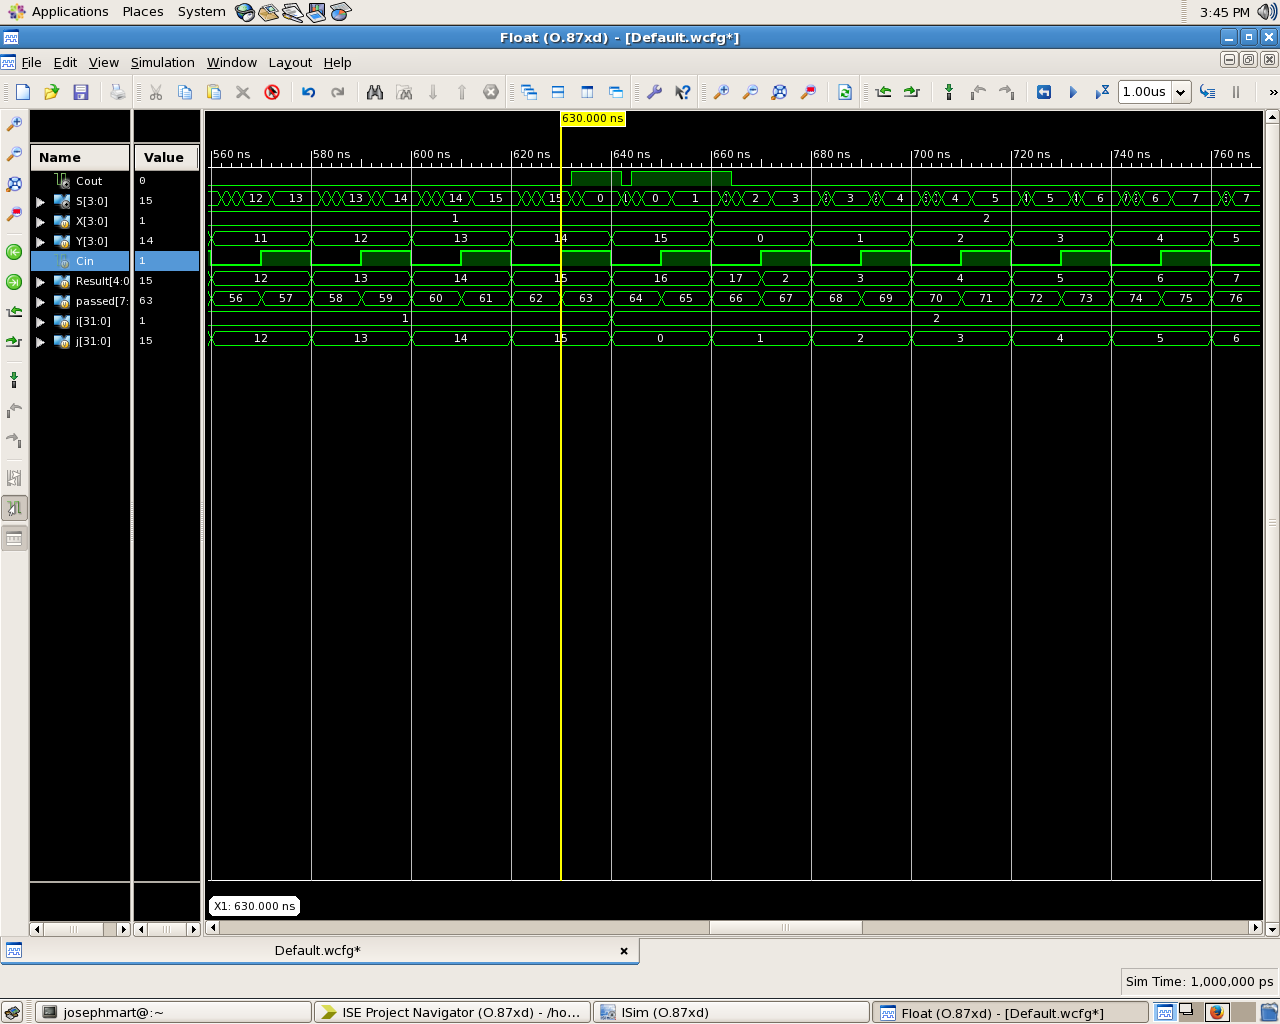 Applications Places System 3:45 PM
Float (O.87xd) - [Default.wcfg*]
File Edit View Simulation Window Layout Help
1.00us »
630.000 ns
Name Value
560 ns 580 ns 600 ns 620 ns 640 ns 660 ns 680 ns 700 ns 720 ns 740 ns 760 ns
Cout 0
S[3:0] 15 12 13 13 14 14 15 15 0 0 1 2 3 3 4 4 5 5 6 6 7 7
X[3:0] 1 1 2
Y[3:0] 14 11 12 13 14 15 0 1 2 3 4 5
Cin 1
Result[4:0 15 12 13 14 15 16 17 2 3 4 5 6 7
passed[7: 63 56 57 58 59 60 61 62 63 64 65 66 67 68 69 70 71 72 73 74 75 76
i[31:0] 1 1 2
j[31:0] 15 12 13 14 15 0 1 2 3 4 5 6
X1: 630.000 ns
Default.wcfg*
Sim Time: 1,000,000 ps
josephmart@:~ ISE Project Navigator (O.87xd) - /ho... ISim (O.87xd) Float (O.87xd) - [Default.wcfg*]